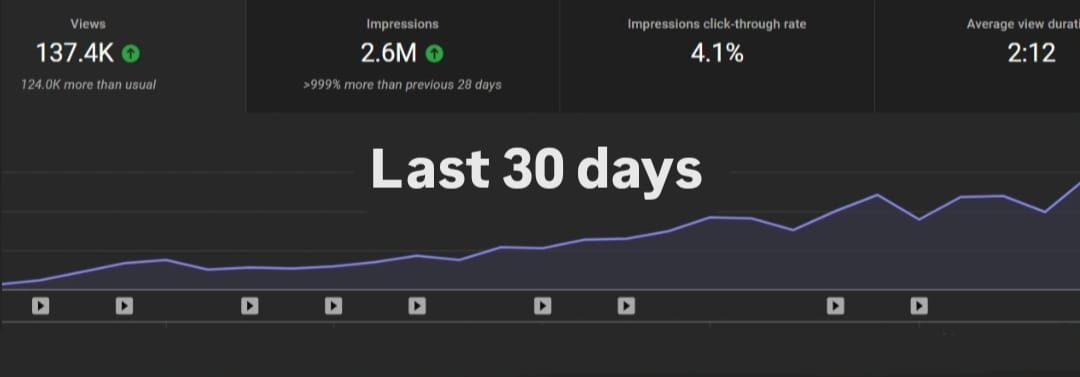 Views
137.4K
124.0K more than usual
Impressions
2.6M
>999% more than previous 28 days
Impressions click-through rate
4.1%
Average view durati
2:12
Last 30 days